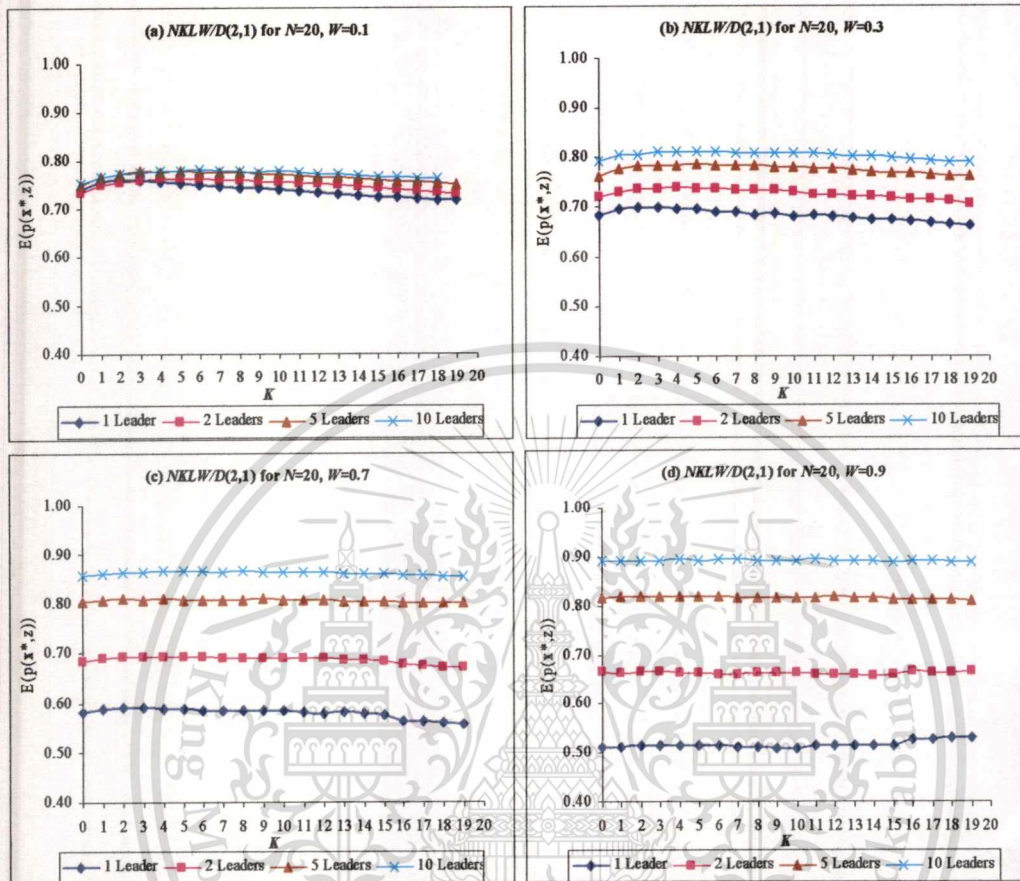 (a) NKLW/D(2,1) for N=20, W=0.1
1.00
0.90
0.80
0.70
0.60
0.50
0.40
E(p(x*,z))
0 1 2 3 4 5 6 7 8 9 10 11 12 13 14 15 16 17 18 19 20
K
1 Leader 2 Leaders 5 Leaders 10 Leaders
(b) NKLW/D(2,1) for N=20, W=0.3
1.00
0.90
0.80
0.70
0.60
0.50
0.40
E(p(x*,z))
0 1 2 3 4 5 6 7 8 9 10 11 12 13 14 15 16 17 18 19 20
K
1 Leader 2 Leaders 5 Leaders 10 Leaders
(c) NKLW/D(2,1) for N=20, W=0.7
1.00
0.90
0.80
0.70
0.60
0.50
0.40
E(p(x*,z))
0 1 2 3 4 5 6 7 8 9 10 11 12 13 14 15 16 17 18 19 20
K
1 Leader 2 Leaders 5 Leaders 10 Leaders
(d) NKLW/D(2,1) for N=20, W=0.9
1.00
0.90
0.80
0.70
0.60
0.50
0.40
E(p(x*,z))
0 1 2 3 4 5 6 7 8 9 10 11 12 13 14 15 16 17 18 19 20
K
1 Leader 2 Leaders 5 Leaders 10 Leaders
King Mo